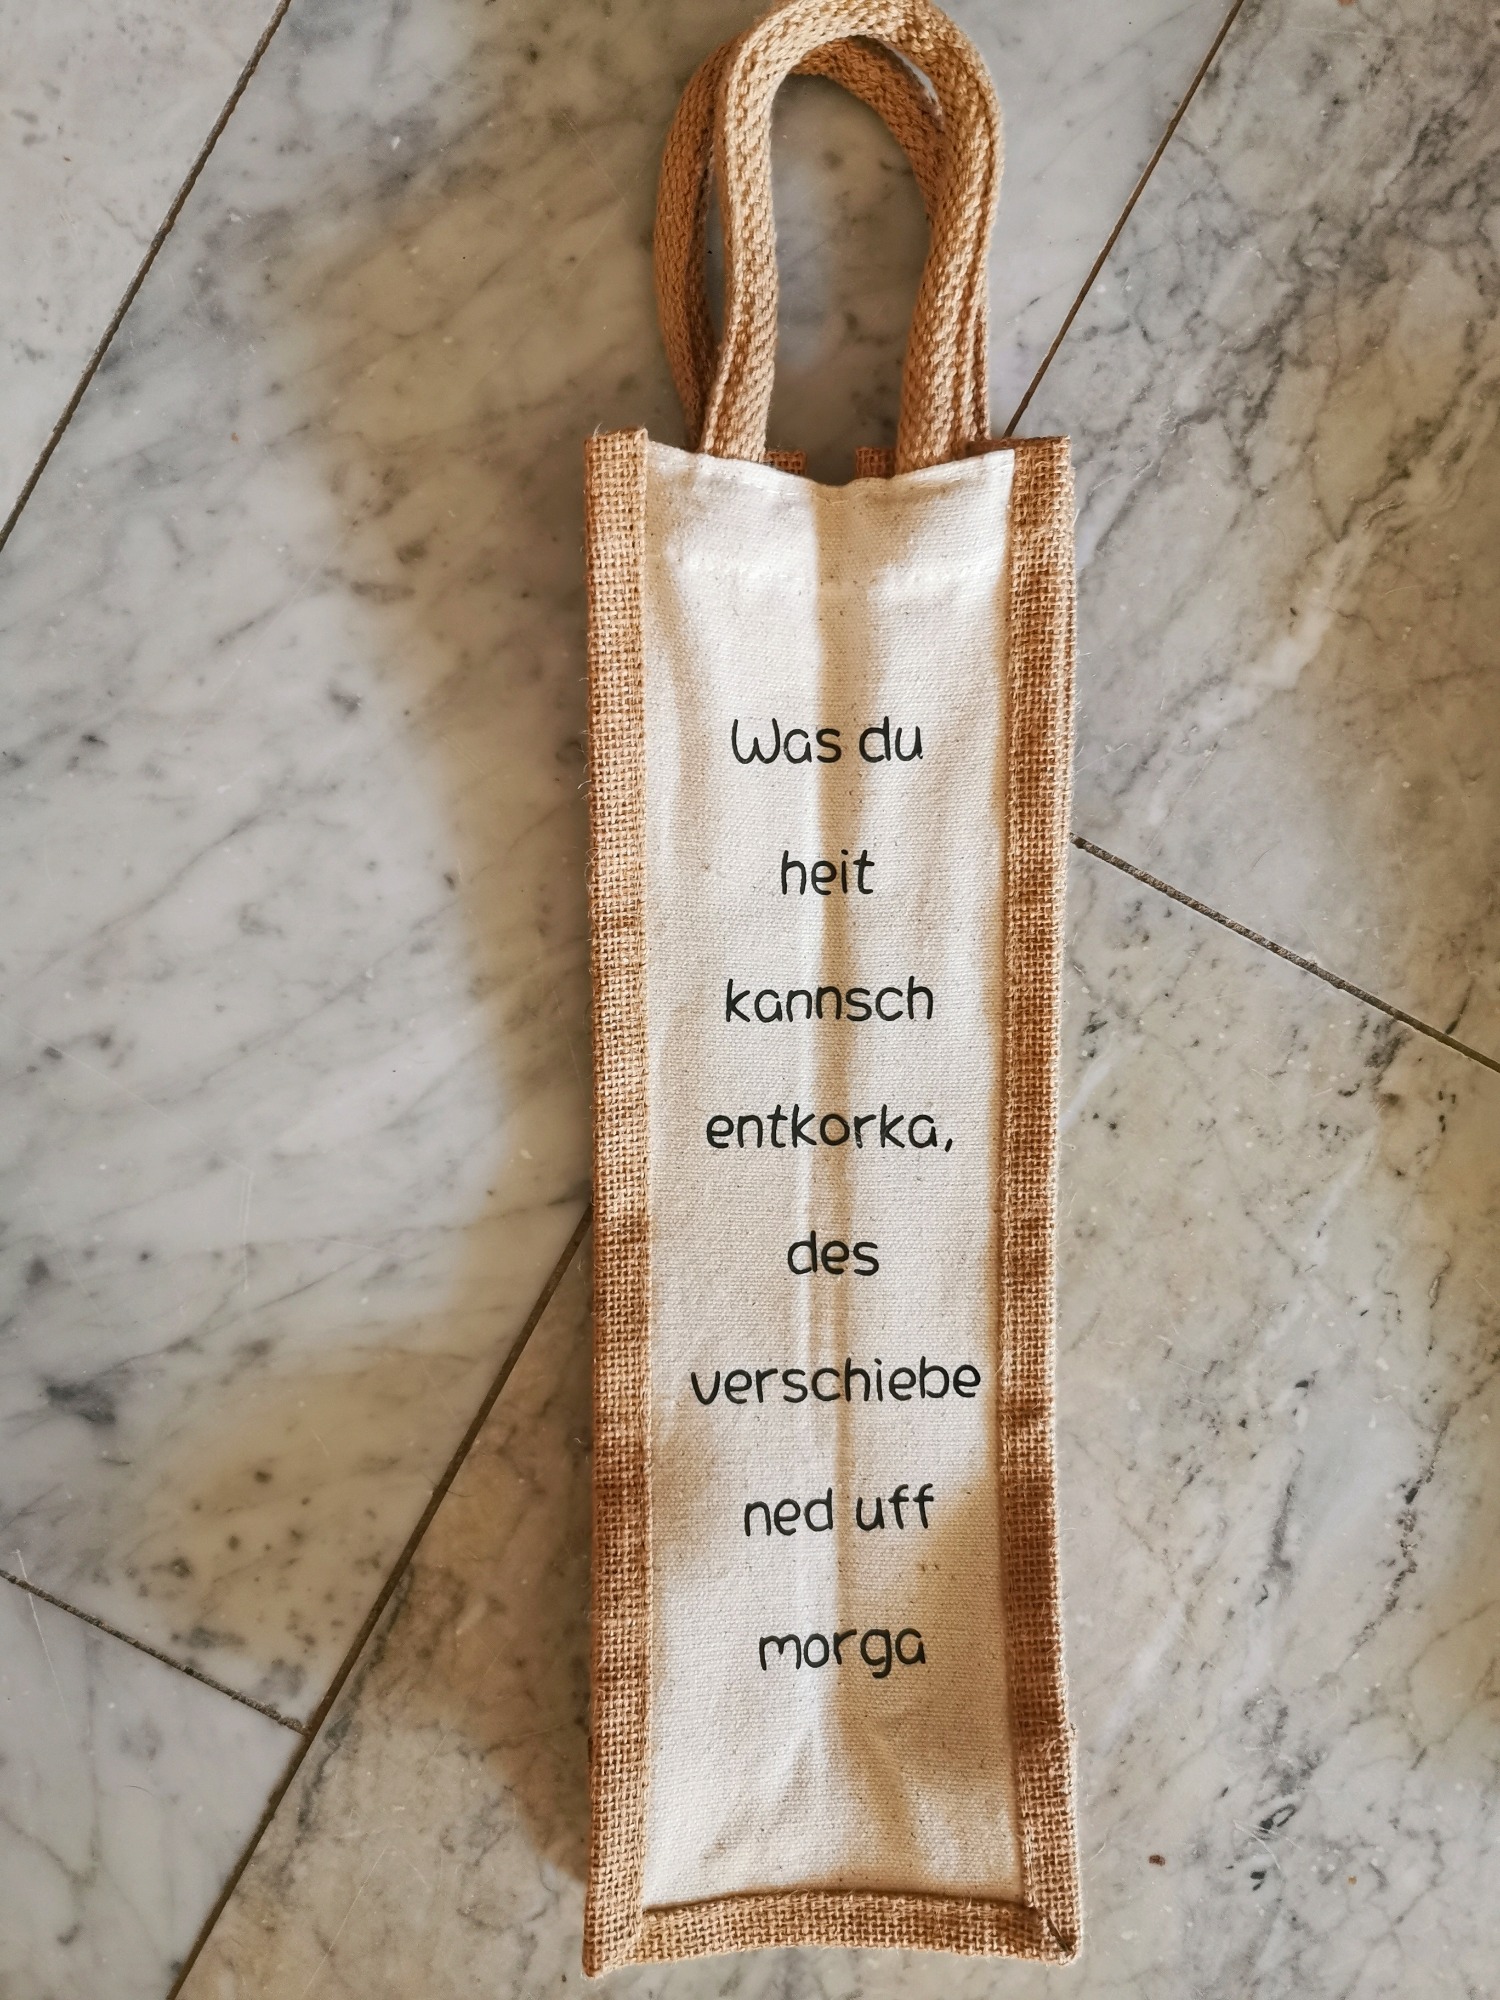 Was du
heit
kannsch
entkorka,
des
verschiebe
ned uff
morga